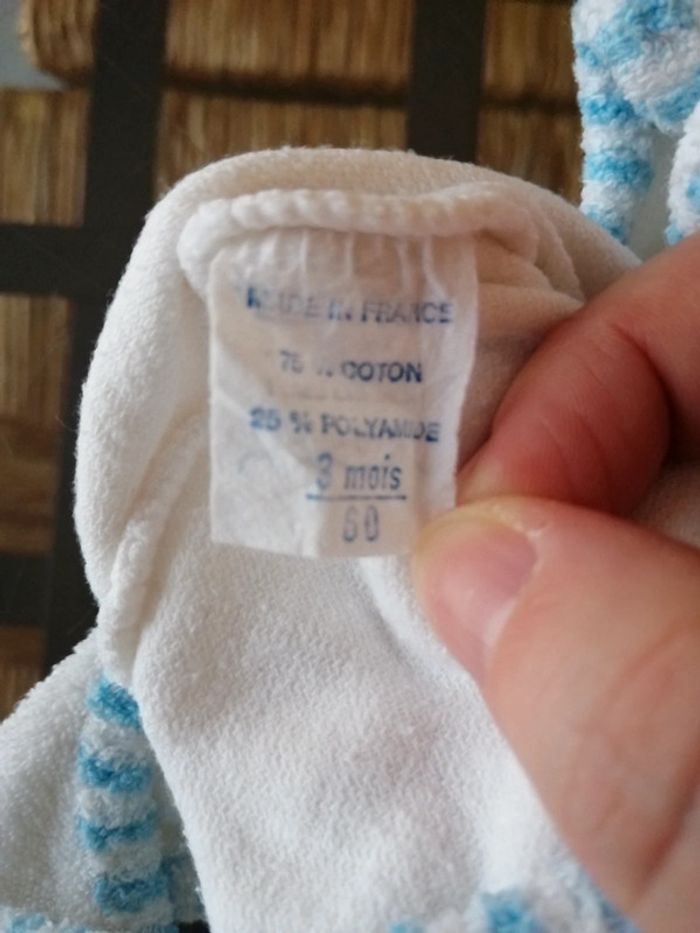 MADE IN FRANCE
75 % COTON
25 % POLYAMIDE
3 mois
60